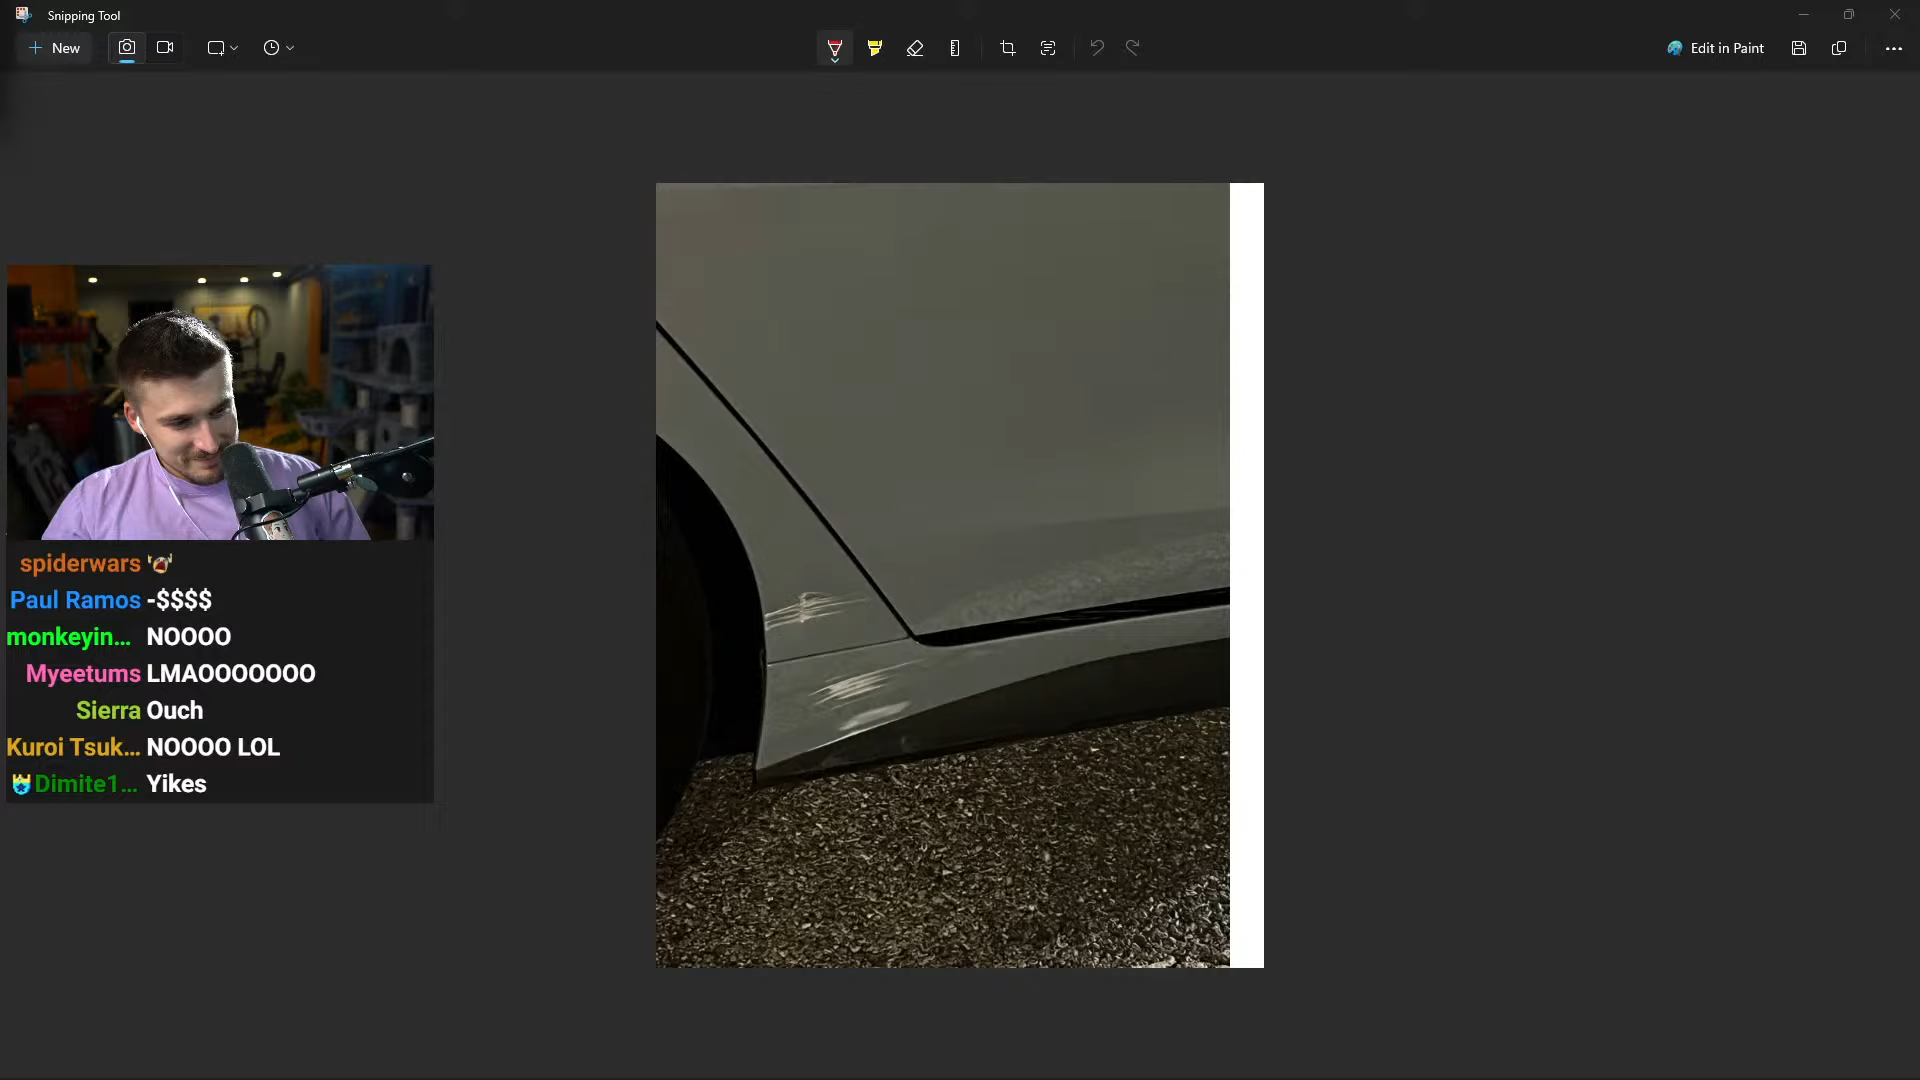 Snipping Tool
New
Edit in Paint
spiderwars
Paul Ramos -$$$$
monkeyin... NOOOO
Myeetums LMAOOOOOOO
Sierra Ouch
Kuroi Tsuk... NOOOO LOL
Dimite1... Yikes